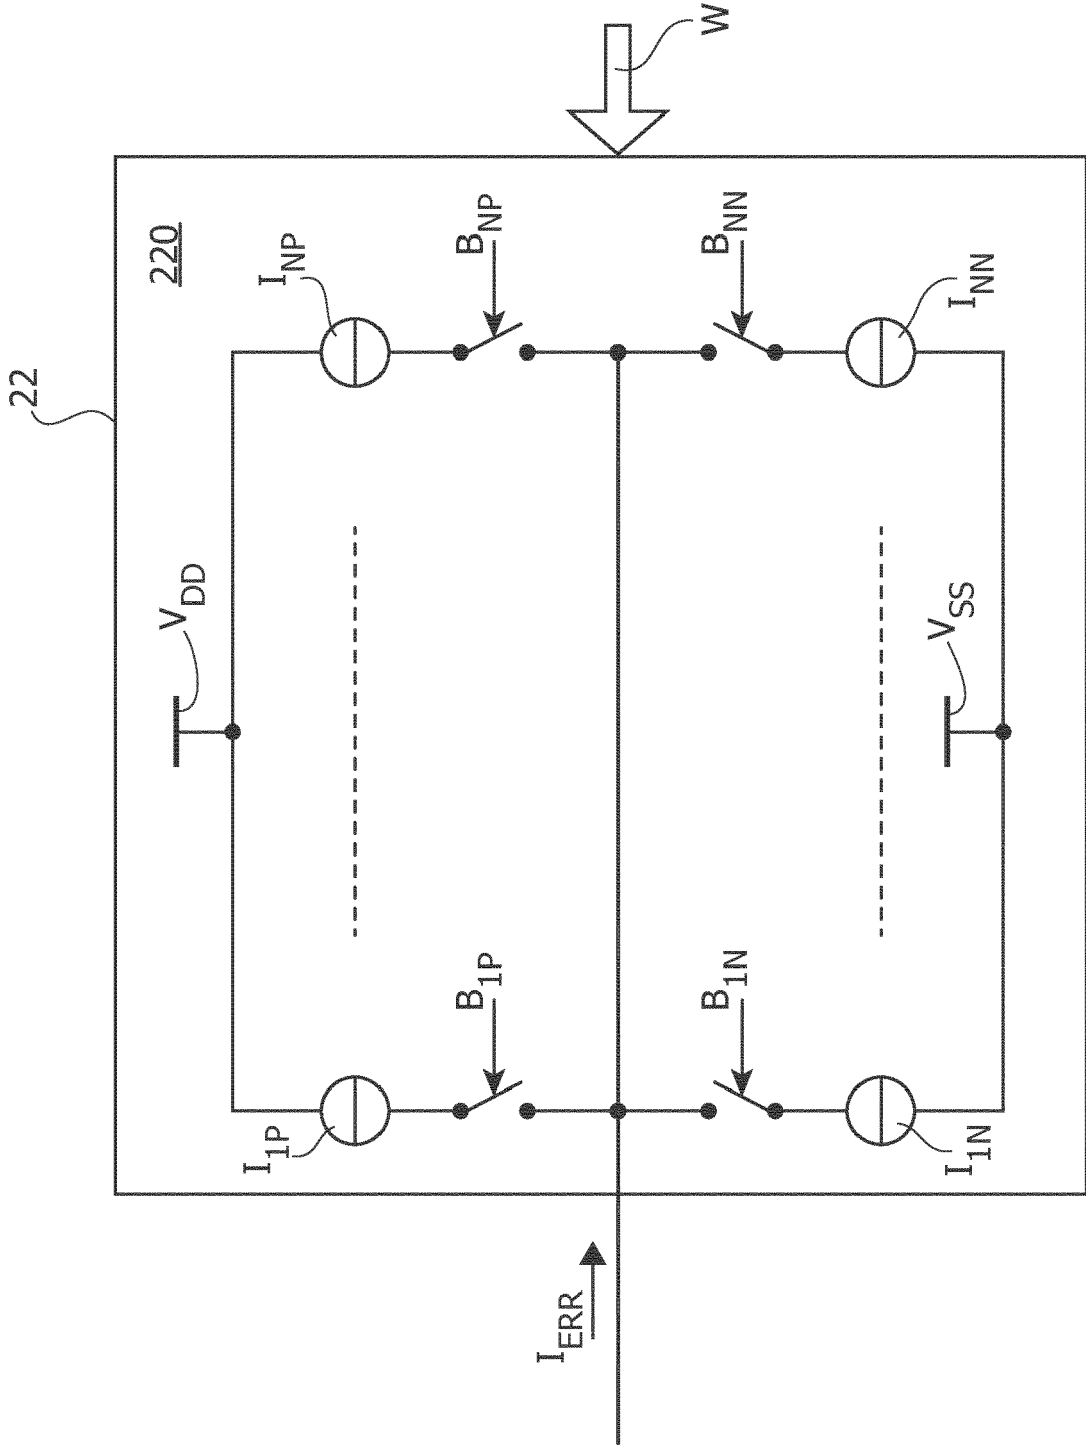 W
220
I_NP
B_NP
B_NN
I_NN
22
V_DD
V_SS
B_1P
B_1N
I_1P
I_1N
I_ERR